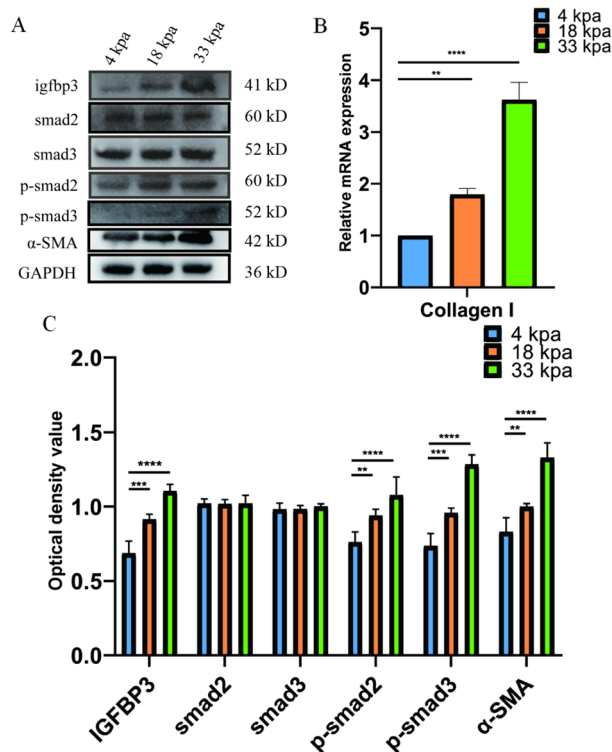 A
4 kpa 18 kpa 33 kpa
igfbp3 41 kD
smad2 60 kD
smad3 52 kD
p-smad2 60 kD
p-smad3 52 kD
α-SMA 42 kD
GAPDH 36 kD
B
4 kpa
18 kpa
33 kpa
Relative mRNA expression
5
4
3
2
1
0
****
**
Collagen I
C
4 kpa
18 kpa
33 kpa
Optical density value
2.0
1.5
1.0
0.5
0.0
**** **** **** ****
*** ** *** **
IGFBP3 smad2 smad3 p-smad2 p-smad3 α-SMA